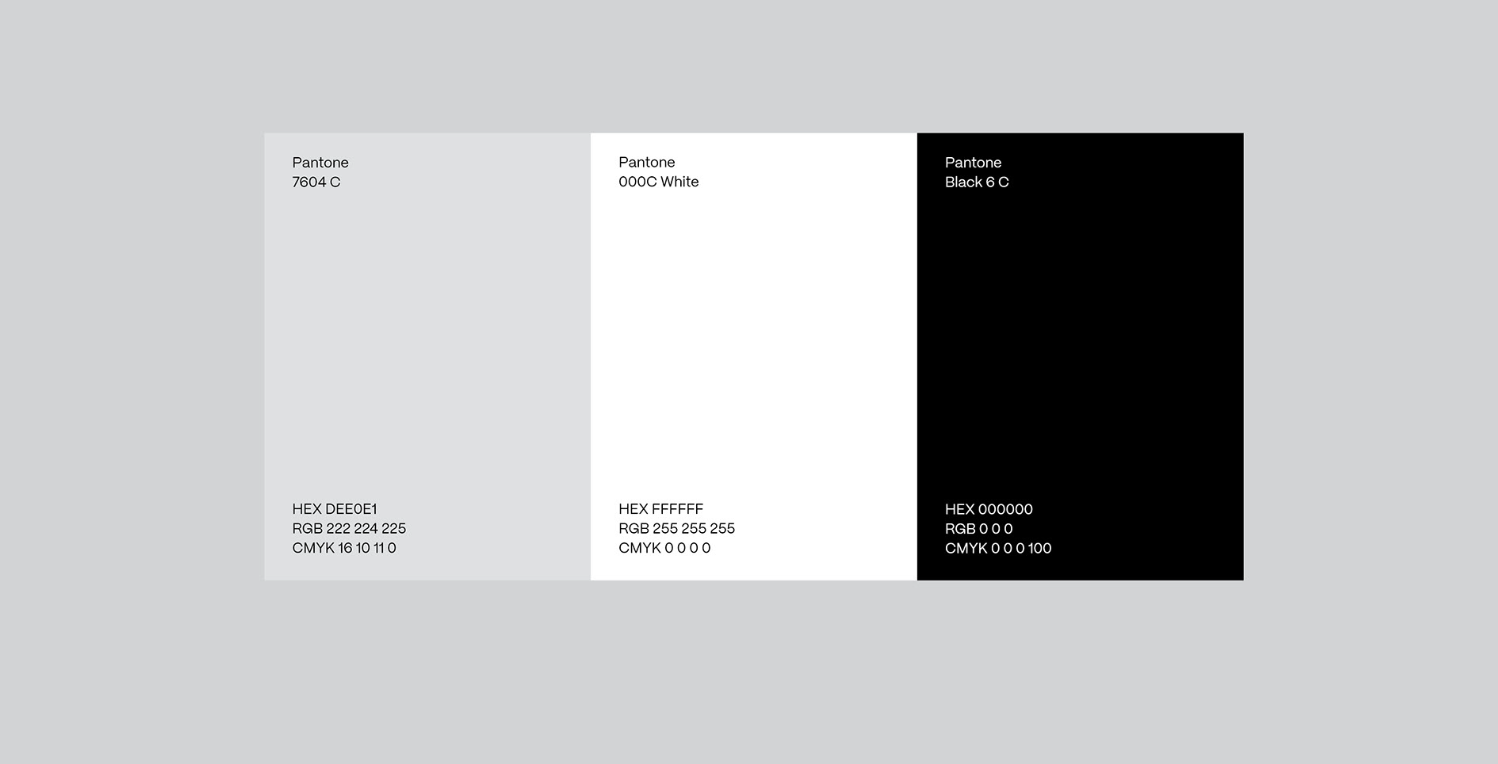 Pantone
7604 C
HEX DEE0E1
RGB 222 224 225
CMYK 16 10 11 0
Pantone
000C White
HEX FFFFFF
RGB 255 255 255
CMYK 0 0 0 0
Pantone
Black 6 C
HEX 000000
RGB 0 0 0
CMYK 0 0 0 100